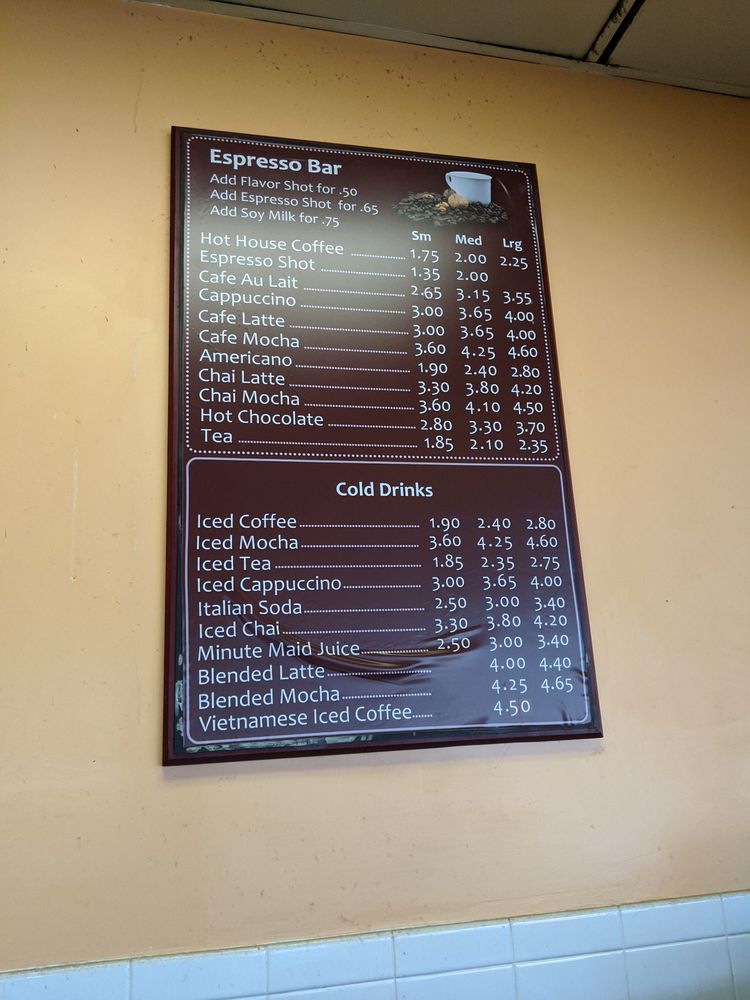 Espresso Bar
Add Flavor Shot for .50
Add Espresso Shot for .65
Add Soy Milk for .75
Sm Med Lrg
Hot House Coffee 1.75 2.00 2.25
Espresso Shot 1.35 2.00
Cafe Au Lait 2.65 3.15 3.55
Cappuccino 3.00 3.65 4.00
Cafe Latte 3.00 3.65 4.00
Cafe Mocha 3.60 4.25 4.60
Americano 1.90 2.40 2.80
Chai Latte 3.30 3.80 4.20
Chai Mocha 3.60 4.10 4.50
Hot Chocolate 2.80 3.30 3.70
Tea 1.85 2.10 2.35
Cold Drinks
Iced Coffee 1.90 2.40 2.80
Iced Mocha 3.60 4.25 4.60
Iced Tea 1.85 2.35 2.75
Iced Cappuccino 3.00 3.65 4.00
Italian Soda 2.50 3.00 3.40
Iced Chai 3.30 3.80 4.20
Minute Maid Juice 2.50 3.00 3.40
Blended Latte 4.00 4.40
Blended Mocha 4.25 4.65
Vietnamese Iced Coffee 4.50